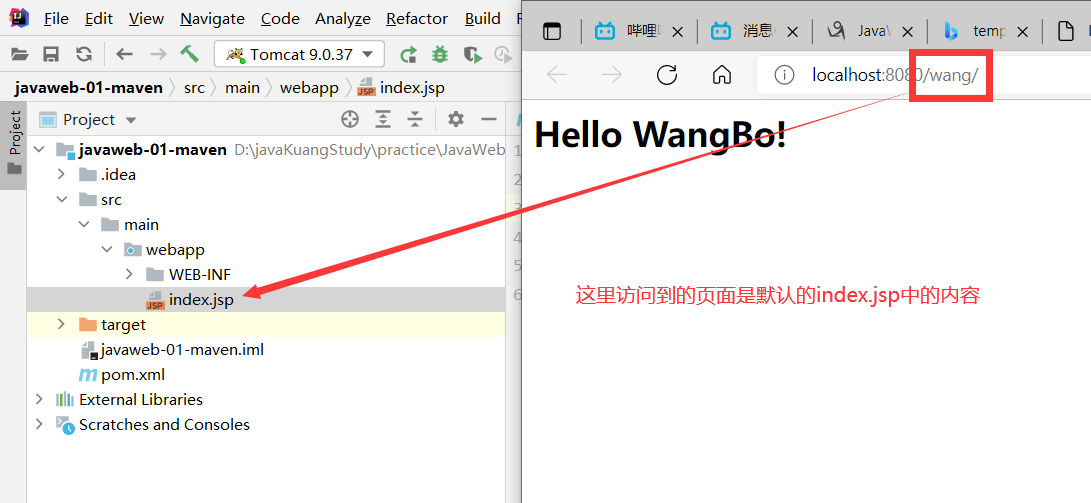 File Edit View Navigate Code Analyze Refactor Build
Tomcat 9.0.37
javaweb-01-maven src main webapp index.jsp
Project
Project
javaweb-01-maven D:\javaKuangStudy\practice\JavaWeb
.idea
src
main
webapp
WEB-INF
JSP index.jsp
target
javaweb-01-maven.iml
pom.xml
External Libraries
Scratches and Consoles
1
2
3
4
5
6
哔哩 消息 Java\ temp
localhost:8080/wang/
Hello WangBo!
这里访问到的页面是默认的index.jsp中的内容